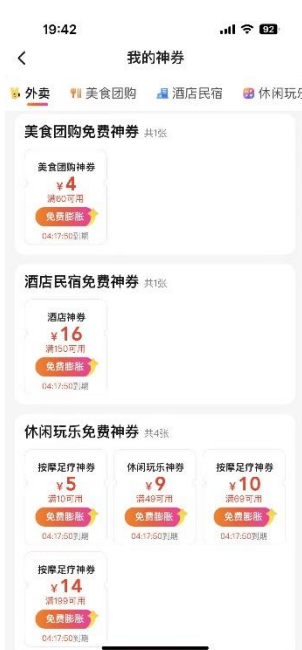 19:42
92
我的神券
外卖 美食团购 酒店民宿 休闲玩乐
美食团购免费神券 共1张
美食团购神券
¥4
满60可用
免费膨胀
04:17:50到期
酒店民宿免费神券 共1张
酒店神券
¥16
满150可用
免费膨胀
04:17:50到期
休闲玩乐免费神券 共4张
按摩足疗神券 休闲玩乐神券 按摩足疗神券
¥5 ¥9 ¥10
满10可用 满49可用 满69可用
免费膨胀 免费膨胀 免费膨胀
04:17:50到期 04:17:50到期 04:17:50到期
按摩足疗神券
¥14
满199可用
免费膨胀
04:17:50到期